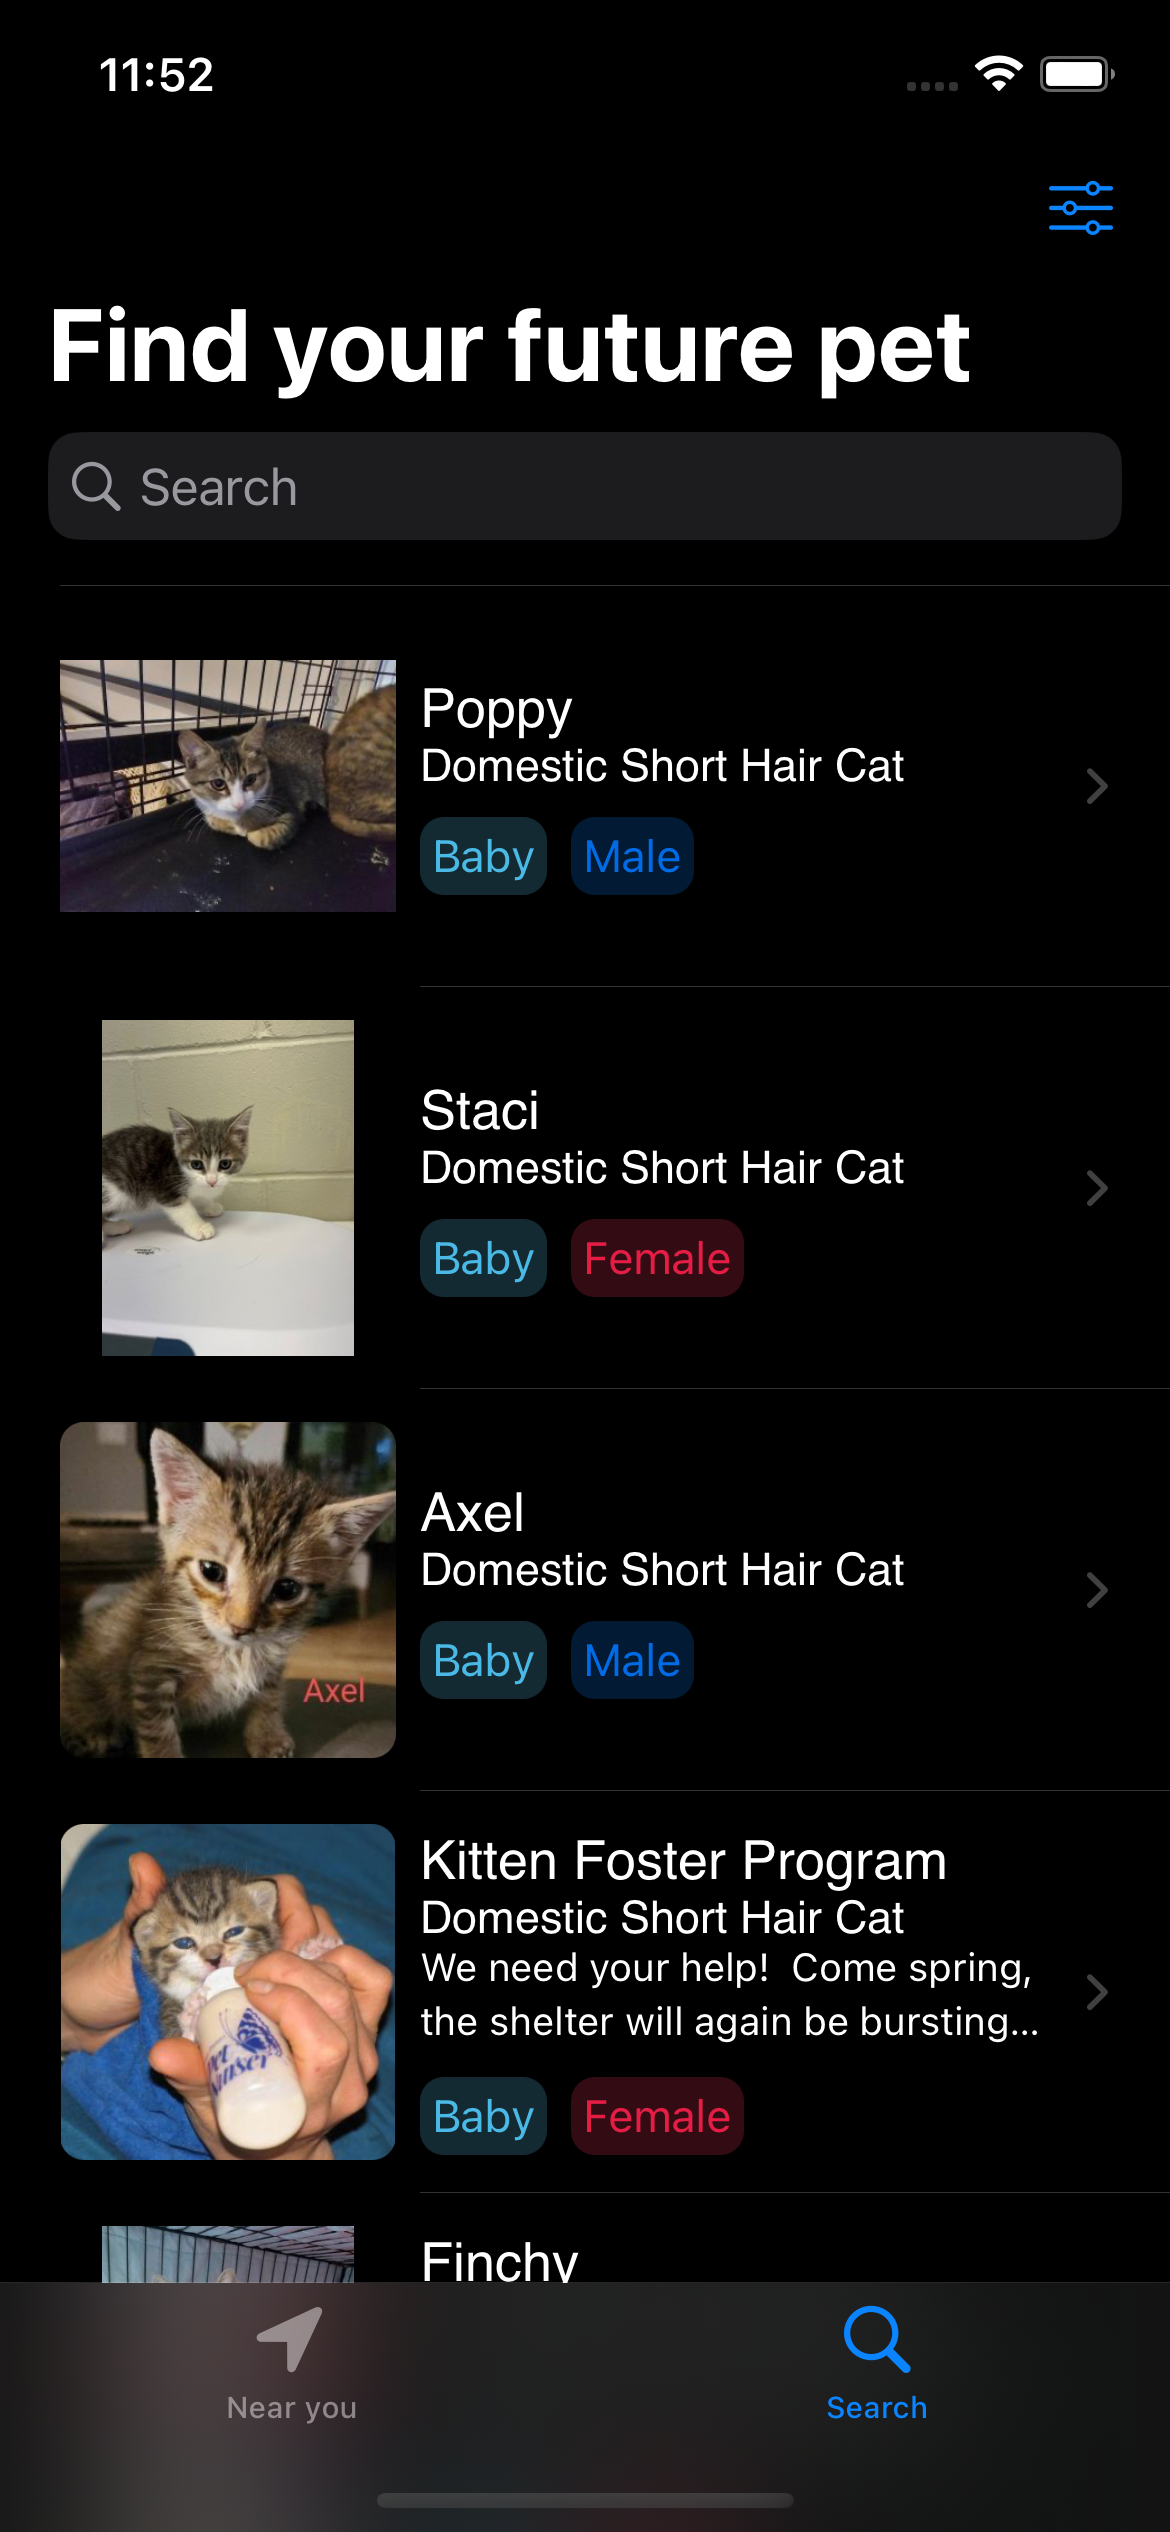 11:52
Find your future pet
Search
Poppy
Domestic Short Hair Cat
Baby Male
Staci
Domestic Short Hair Cat
Baby Female
Axel
Domestic Short Hair Cat
Baby Male
Axel
Kitten Foster Program
Domestic Short Hair Cat
We need your help!  Come spring,
the shelter will again be bursting...
Baby Female
Finchy
Near you
Search